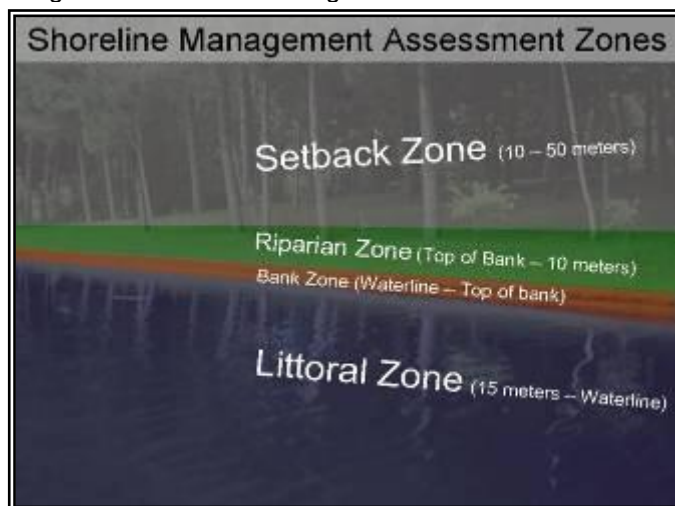 Shoreline Management Assessment Zones
Setback Zone (10 – 50 meters)
Riparian Zone (Top of Bank – 10 meters)
Bank Zone (Waterline – Top of bank)
Littoral Zone (15 meters – Waterline)